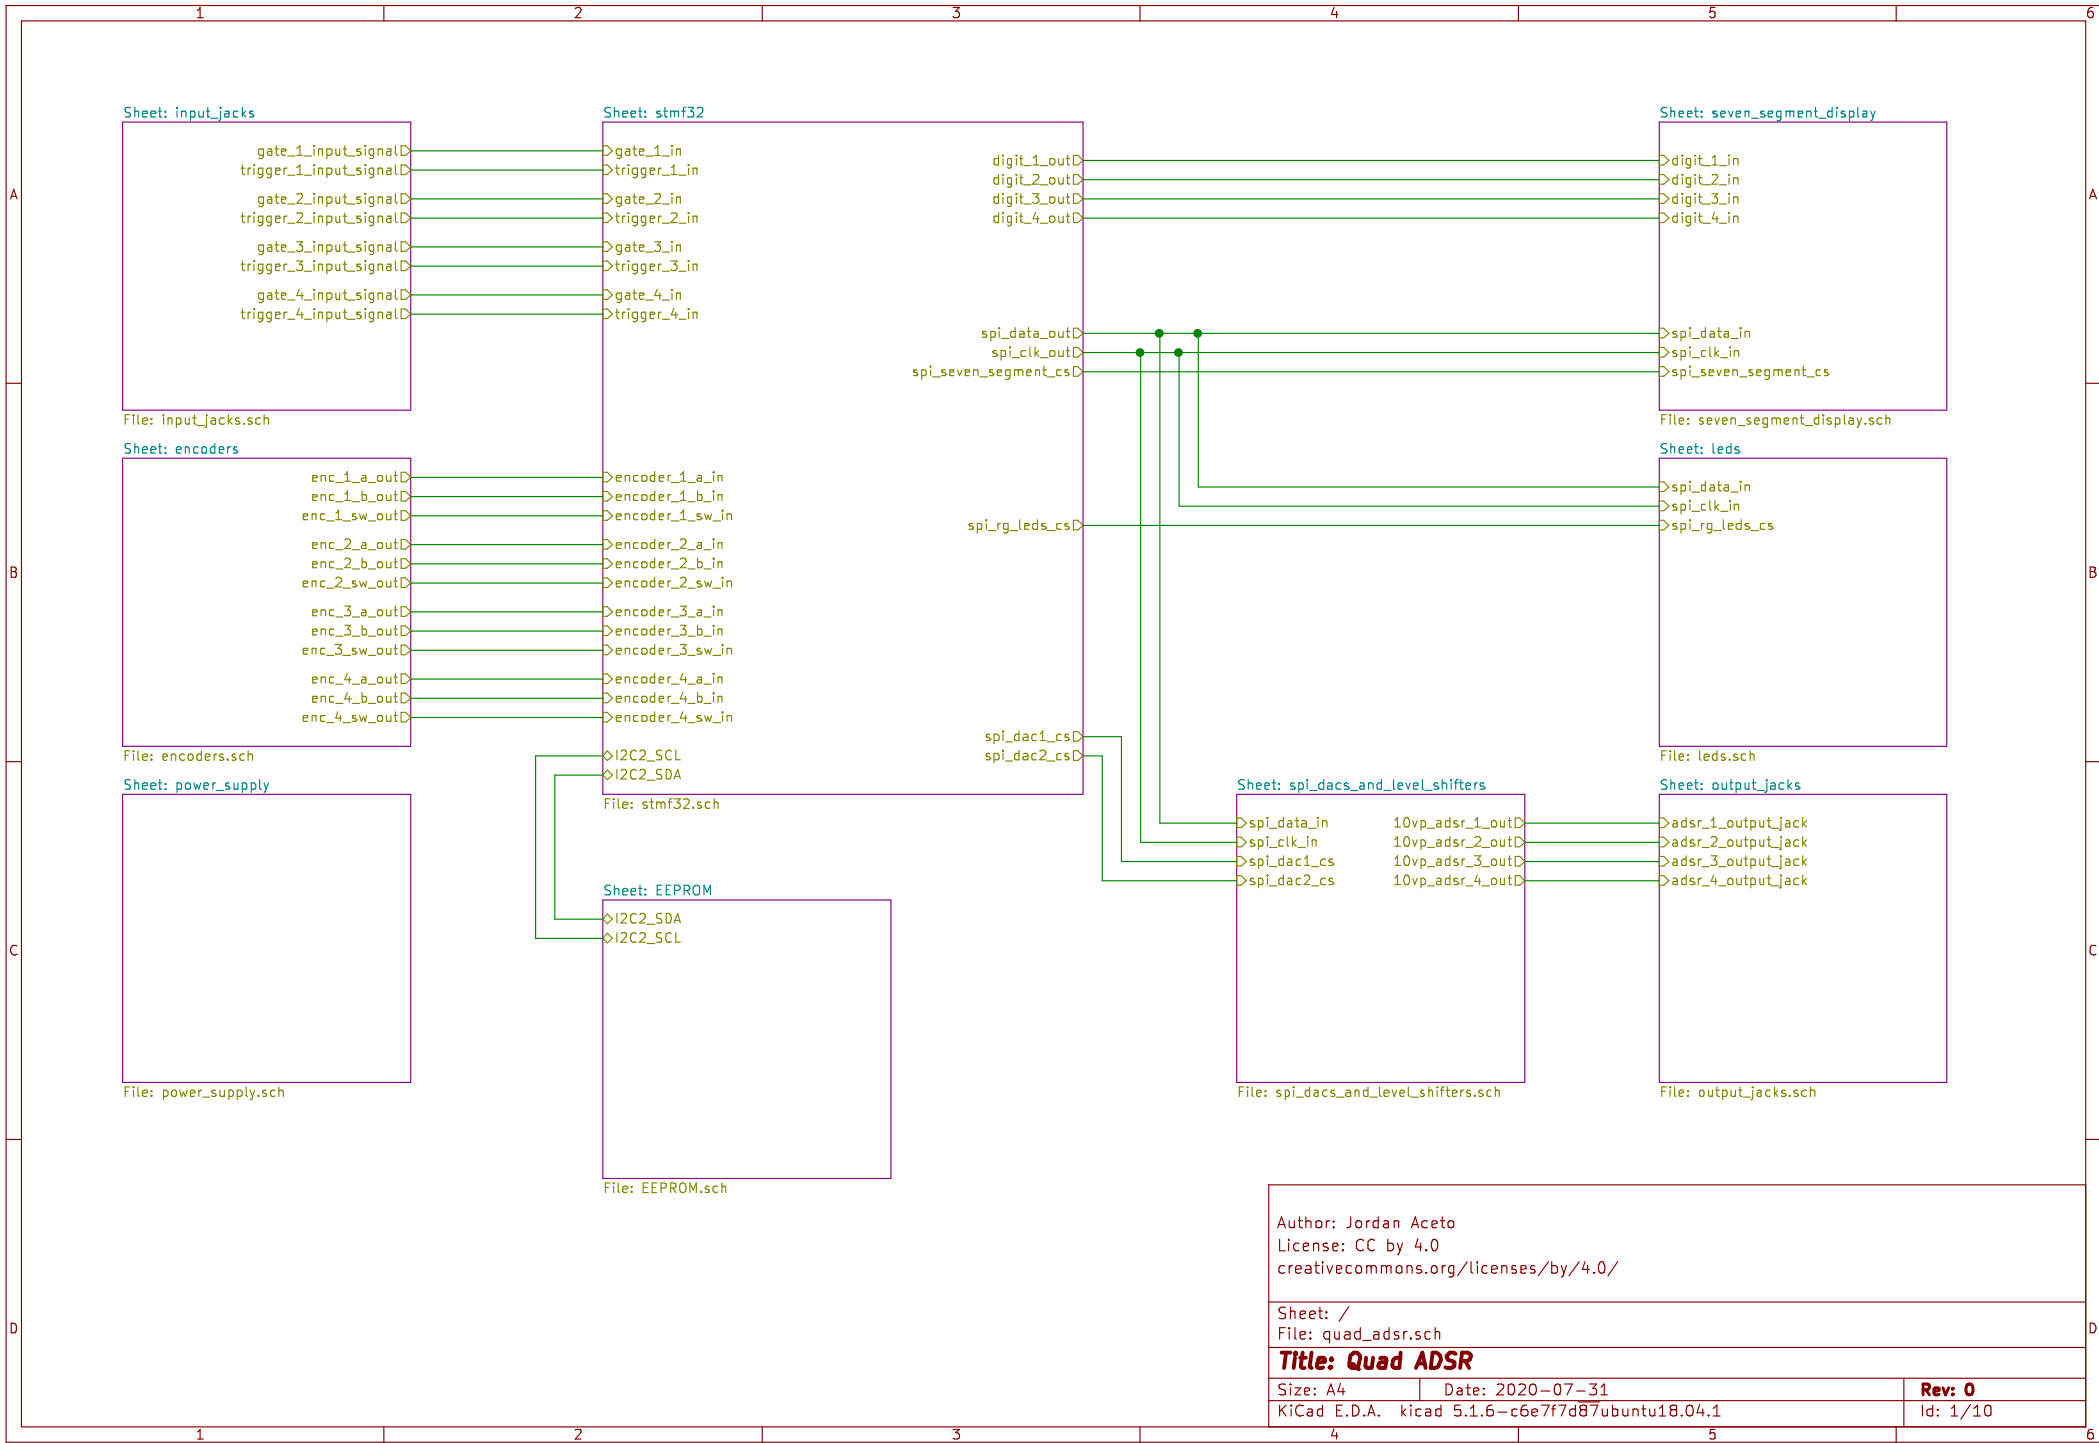 1 2 3 4 5 6
A
B
C
D
A
B
C
D
Sheet: input_jacks
gate_1_input_signal
trigger_1_input_signal
gate_2_input_signal
trigger_2_input_signal
gate_3_input_signal
trigger_3_input_signal
gate_4_input_signal
trigger_4_input_signal
File: input_jacks.sch
Sheet: encoders
enc_1_a_out
enc_1_b_out
enc_1_sw_out
enc_2_a_out
enc_2_b_out
enc_2_sw_out
enc_3_a_out
enc_3_b_out
enc_3_sw_out
enc_4_a_out
enc_4_b_out
enc_4_sw_out
File: encoders.sch
Sheet: power_supply
File: power_supply.sch
Sheet: stmf32
gate_1_in
trigger_1_in
gate_2_in
trigger_2_in
gate_3_in
trigger_3_in
gate_4_in
trigger_4_in
encoder_1_a_in
encoder_1_b_in
encoder_1_sw_in
encoder_2_a_in
encoder_2_b_in
encoder_2_sw_in
encoder_3_a_in
encoder_3_b_in
encoder_3_sw_in
encoder_4_a_in
encoder_4_b_in
encoder_4_sw_in
I2C2_SCL
I2C2_SDA
digit_1_out
digit_2_out
digit_3_out
digit_4_out
spi_data_out
spi_clk_out
spi_seven_segment_cs
spi_rg_leds_cs
spi_dac1_cs
spi_dac2_cs
File: stmf32.sch
Sheet: EEPROM
I2C2_SDA
I2C2_SCL
File: EEPROM.sch
Sheet: seven_segment_display
digit_1_in
digit_2_in
digit_3_in
digit_4_in
spi_data_in
spi_clk_in
spi_seven_segment_cs
File: seven_segment_display.sch
Sheet: leds
spi_data_in
spi_clk_in
spi_rg_leds_cs
File: leds.sch
Sheet: spi_dacs_and_level_shifters
spi_data_in
spi_clk_in
spi_dac1_cs
spi_dac2_cs
10vp_adsr_1_out
10vp_adsr_2_out
10vp_adsr_3_out
10vp_adsr_4_out
File: spi_dacs_and_level_shifters.sch
Sheet: output_jacks
adsr_1_output_jack
adsr_2_output_jack
adsr_3_output_jack
adsr_4_output_jack
File: output_jacks.sch
Author: Jordan Aceto
License: CC by 4.0
creativecommons.org/licenses/by/4.0/
Sheet: /
File: quad_adsr.sch
Title: Quad ADSR
Size: A4 Date: 2020-07-31 Rev: 0
KiCad E.D.A. kicad 5.1.6-c6e7f7d87ubuntu18.04.1 Id: 1/10
1 2 3 4 5 6